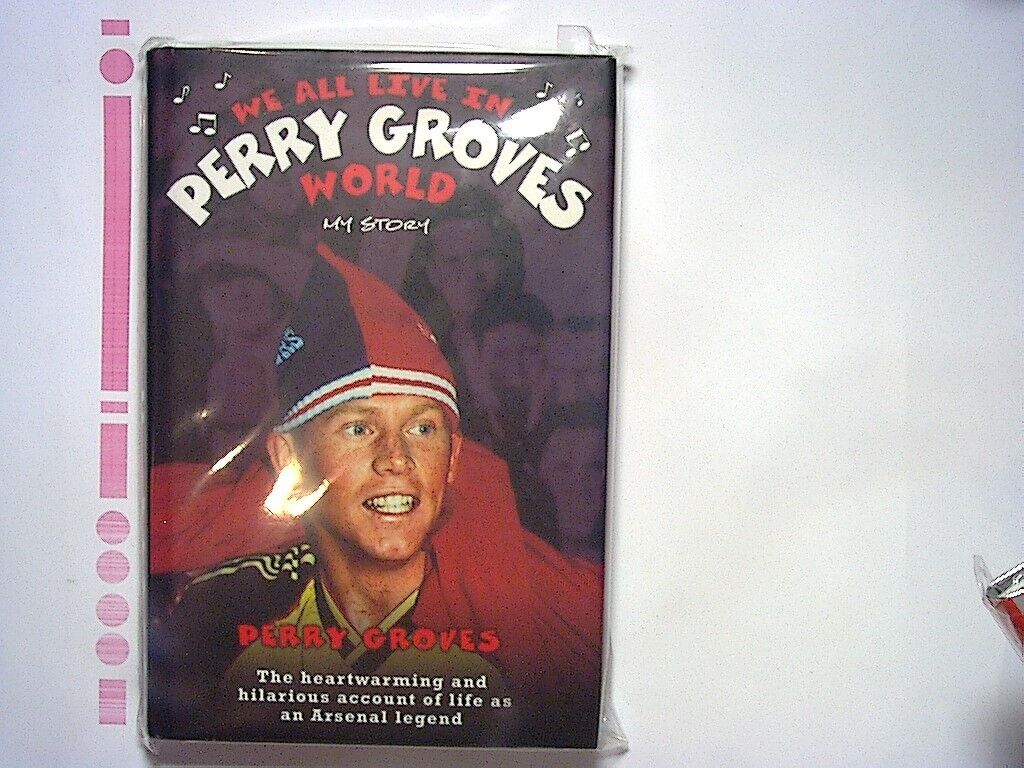 WE ALL LIVE IN
PERRY GROVES
WORLD
MY STORY
PERRY GROVES
The heartwarming and
hilarious account of life as
an Arsenal legend